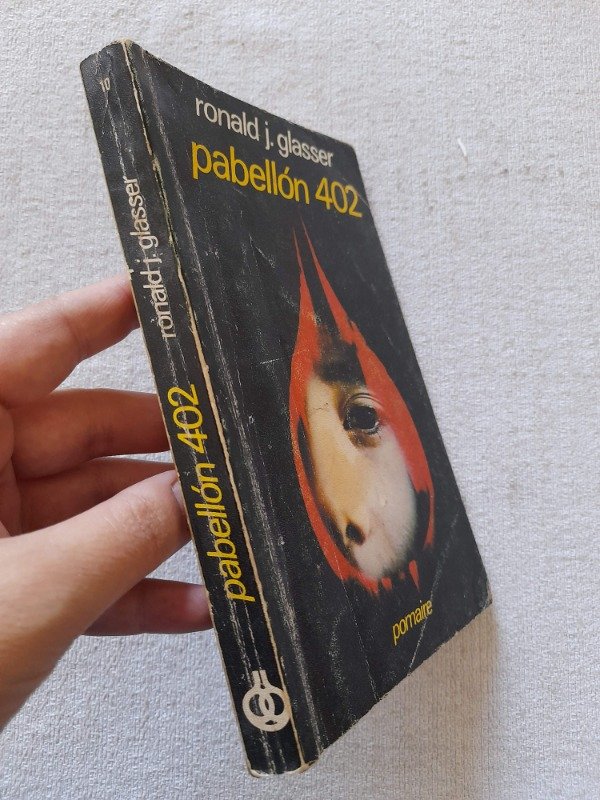 ronald j. glasser
pabellón 402
pomaire
10
ronald j. glasser
pabellón 402